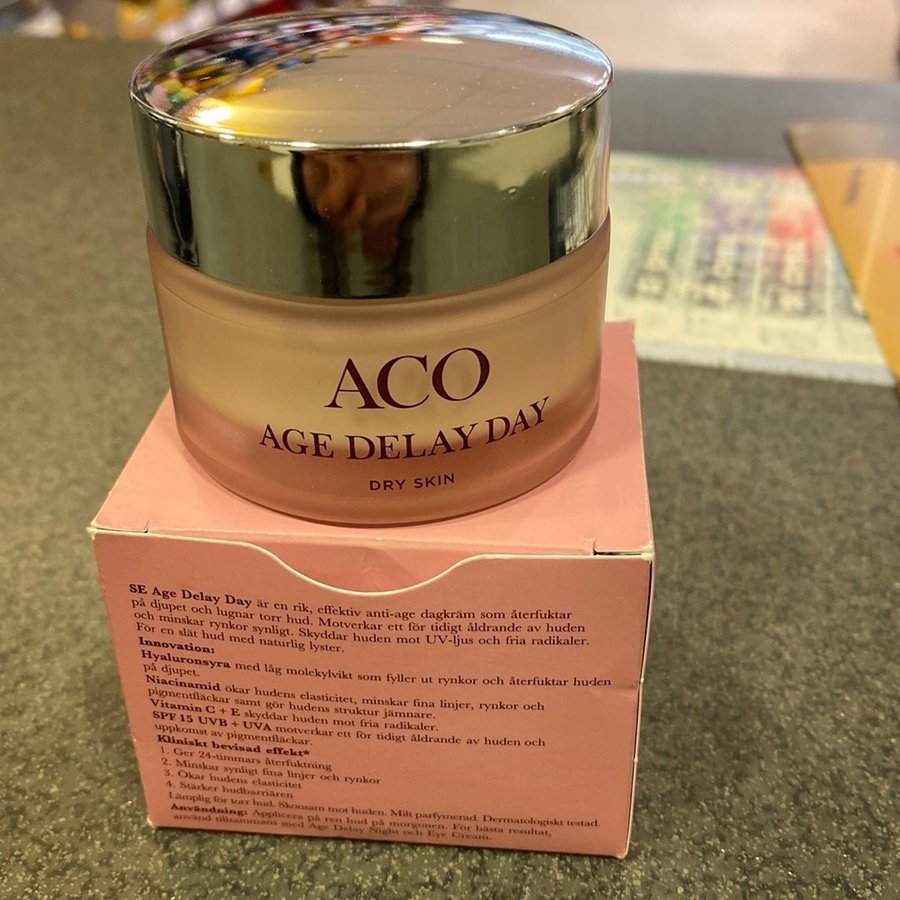 ACO
AGE DELAY DAY
DRY SKIN
SE Age Delay Day är en rik, effektiv anti-age dagkräm som återfuktar
på djupet och lugnar torr hud. Motverkar ett för tidigt åldrande av huden
och minskar rynkor synligt. Skyddar huden mot UV-ljus och fria radikaler.
För en slät hud med naturlig lyster.
Innovation:
Hyaluronsyra med låg molekylvikt som fyller ut rynkor och återfuktar huden
på djupet.
Niacinamid ökar hudens elasticitet, minskar fina linjer, rynkor och
pigmentfläckar samt gör hudens struktur jämnare.
Vitamin C + E skyddar huden mot fria radikaler.
SPF 15 UVB + UVA motverkar ett för tidigt åldrande av huden och
uppkomst av pigmentfläckar.
Kliniskt bevisad effekt*
1. Ger 24-timmars återfuktning
2. Minskar synligt fina linjer och rynkor
3. Ökar hudens elasticitet
4. Stärker hudbarriären
Lämplig för torr hud. Skonsam mot huden. Milt parfymerad. Dermatologiskt testad.
Användning: Applicera på ren hud på morgonen. För bästa resultat,
använd tillsammans med Age Delay Night och Eye Cream.